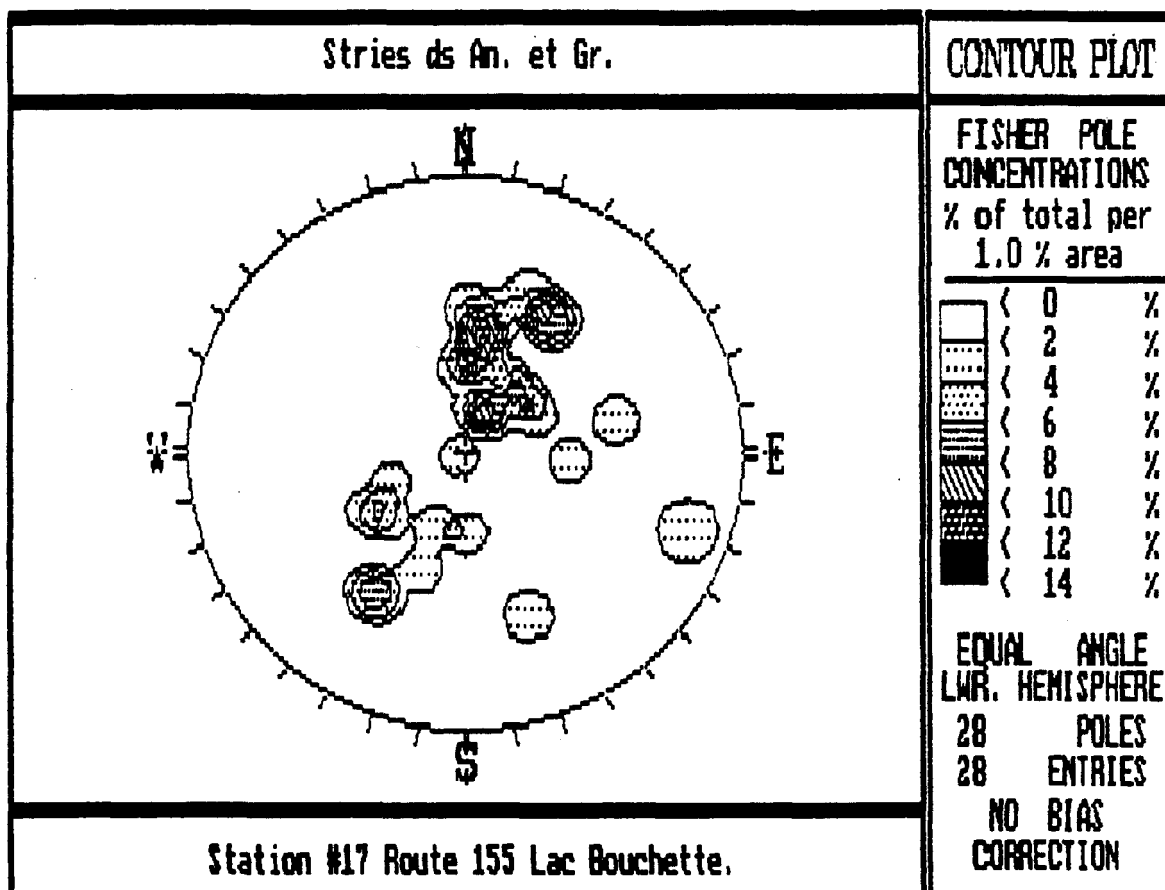 Stries ds An. et Gr.
N
W
E
S
Station #17 Route 155 Lac Bouchette.
CONTOUR PLOT
FISHER POLE
CONCENTRATIONS
% of total per
1.0 % area
< 0 %
< 2 %
< 4 %
< 6 %
< 8 %
< 10 %
< 12 %
< 14 %
EQUAL ANGLE
LWR. HEMISPHERE
28 POLES
28 ENTRIES
NO BIAS
CORRECTION